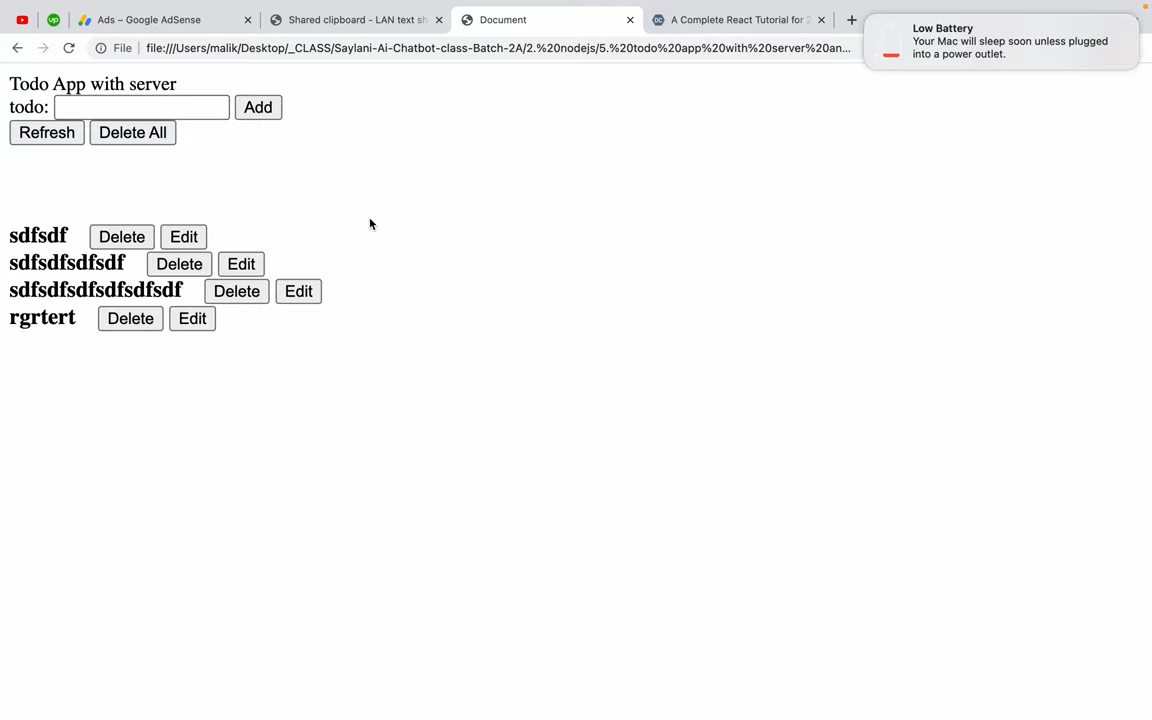 Ads – Google AdSense
Shared clipboard - LAN text sh
Document
A Complete React Tutorial for 2
File
file:///Users/malik/Desktop/_CLASS/Saylani-Ai-Chatbot-class-Batch-2A/2.%20nodejs/5.%20todo%20app%20with%20server%20an...
Low Battery
Your Mac will sleep soon unless plugged
into a power outlet.
Todo App with server
todo: Add
Refresh Delete All
sdfsdf Delete Edit
sdfsdfsdfsdf Delete Edit
sdfsdfsdfsdfsdfsdf Delete Edit
rgrtert Delete Edit